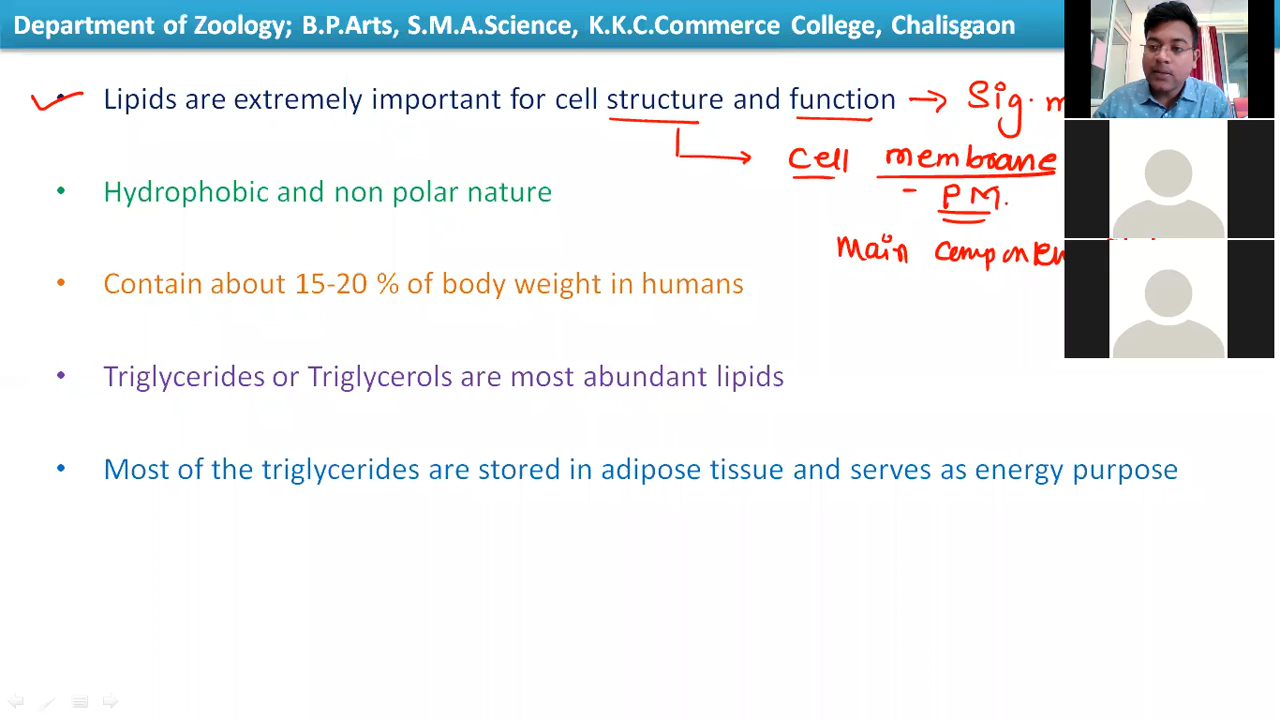 Department of Zoology; B.P.Arts, S.M.A.Science, K.K.C.Commerce College, Chalisgaon
• Lipids are extremely important for cell structure and function → Sig.
→ Cell membrane
- PM.
Main
• Hydrophobic and non polar nature
• Contain about 15-20 % of body weight in humans
• Triglycerides or Triglycerols are most abundant lipids
• Most of the triglycerides are stored in adipose tissue and serves as energy purpose